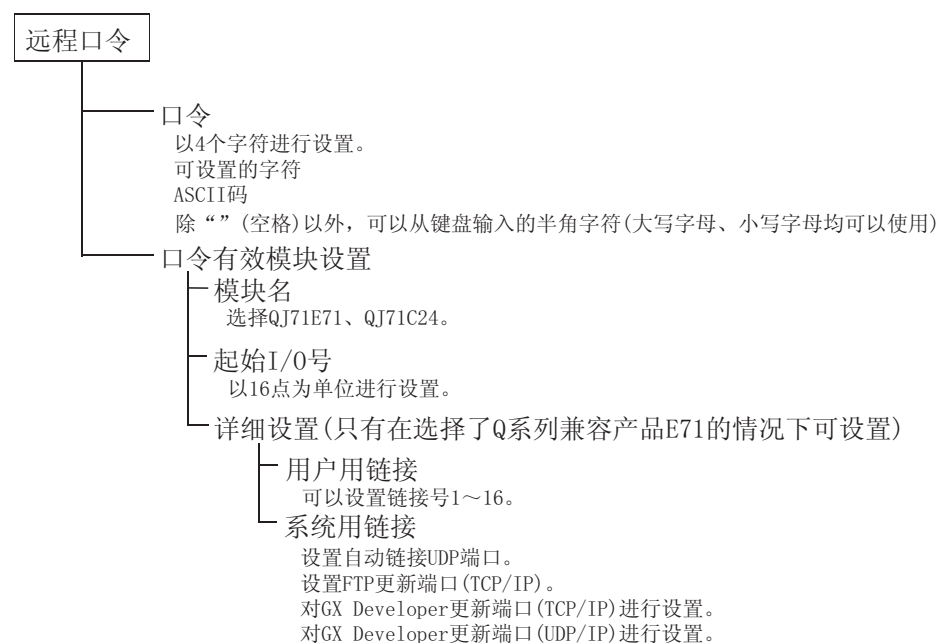 远程口令
口令
以4个字符进行设置。
可设置的字符
ASCII码
除“”(空格)以外，可以从键盘输入的半角字符(大写字母、小写字母均可以使用)
口令有效模块设置
模块名
选择QJ71E71、QJ71C24。
起始I/O号
以16点为单位进行设置。
详细设置(只有在选择了Q系列兼容产品E71的情况下可设置)
用户用链接
可以设置链接号1～16。
系统用链接
设置自动链接UDP端口。
设置FTP更新端口(TCP/IP)。
对GX Developer更新端口(TCP/IP)进行设置。
对GX Developer更新端口(UDP/IP)进行设置。